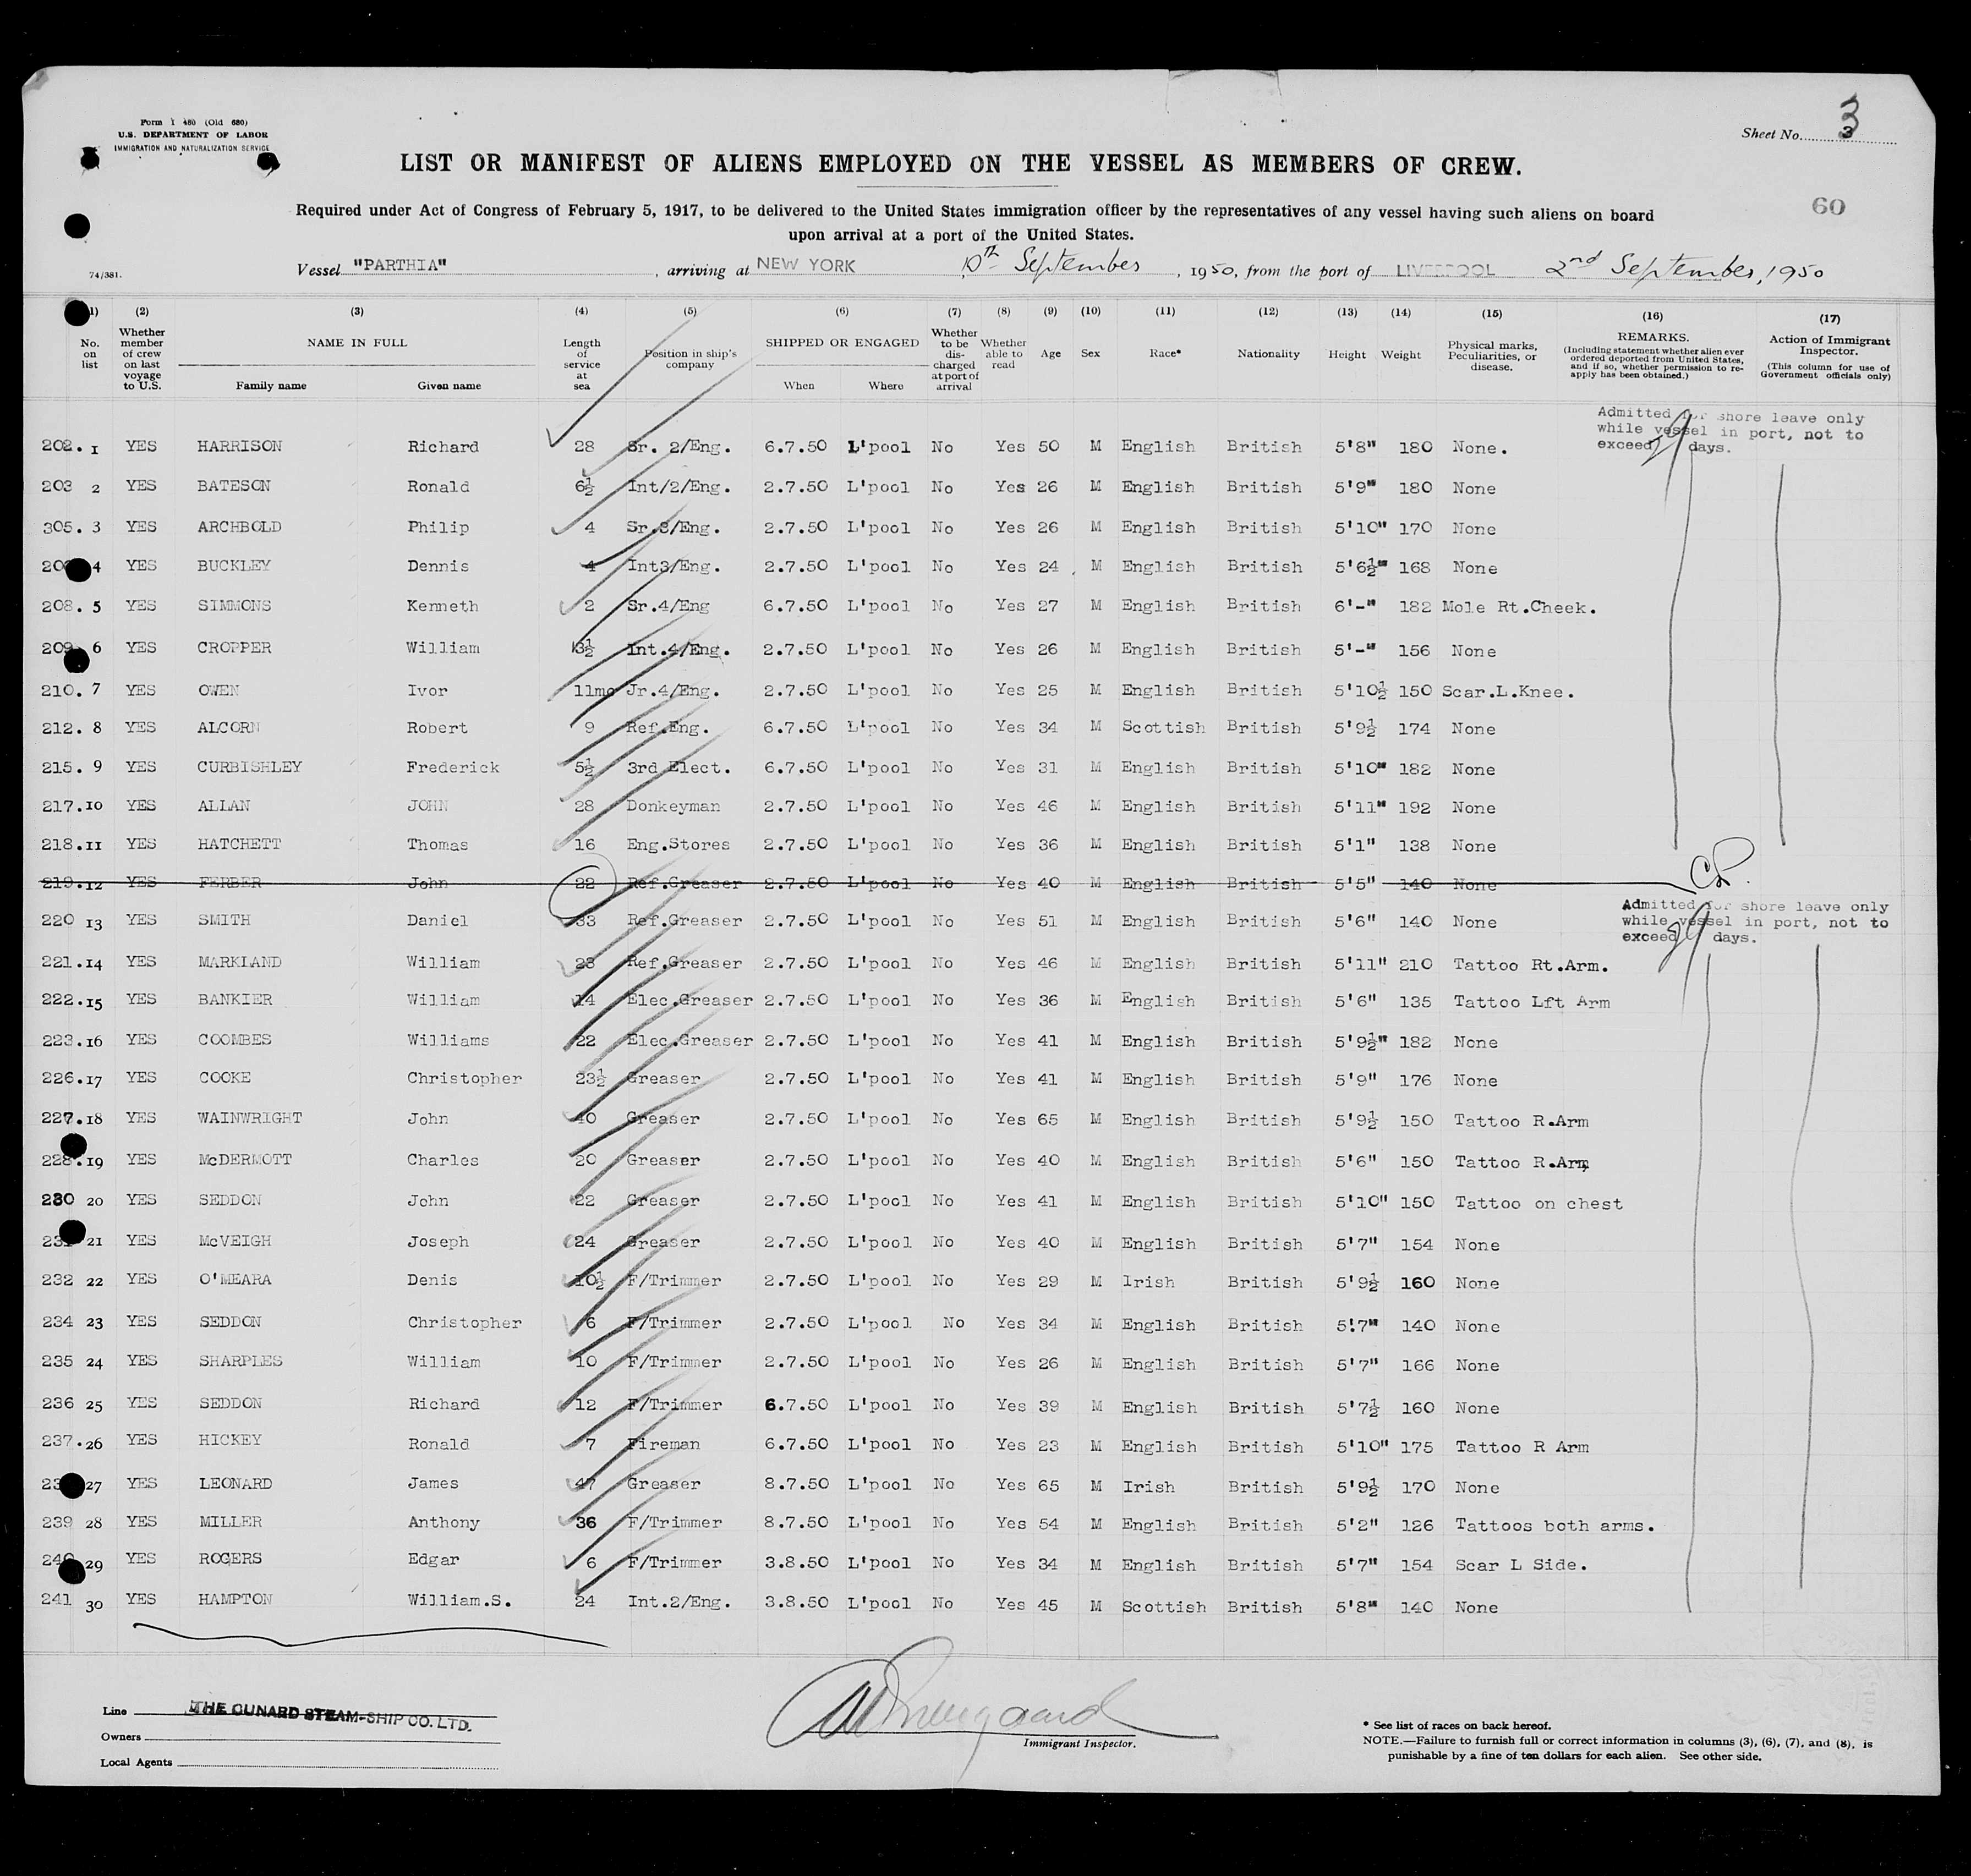 Form I 480 (Old 680)
U.S. DEPARTMENT OF LABOR
IMMIGRATION AND NATURALIZATION SERVICE
Sheet No. 3
3
LIST OR MANIFEST OF ALIENS EMPLOYED ON THE VESSEL AS MEMBERS OF CREW.
60
Required under Act of Congress of February 5, 1917, to be delivered to the United States immigration officer by the representatives of any vessel having such aliens on board
upon arrival at a port of the United States.
74/381.
Vessel "PARTHIA", arriving at NEW YORK 10th September, 1950, from the port of LIVERPOOL 2nd September, 1950
(1) (2) (3) (4) (5) (6) (7) (8) (9) (10) (11) (12) (13) (14) (15) (16) (17)
No. on list
Whether member of crew on last voyage to U.S.
NAME IN FULL
Family name Given name
Length of service at sea
Position in ship's company
SHIPPED OR ENGAGED
When Where
Whether to be discharged at port of arrival
Whether able to read
Age
Sex
Race*
Nationality
Height
Weight
Physical marks, Peculiarities, or disease.
REMARKS.
(Including statement whether alien ever ordered deported from United States, and if so, whether permission to re-apply has been obtained.)
Action of Immigrant Inspector.
(This column for use of Government officials only)
Admitted for shore leave only
while vessel in port, not to
exceed 29 days.
202. 1 YES HARRISON Richard 28 Sr. 2/Eng. 6.7.50 L'pool No Yes 50 M English British 5'8" 180 None.
203 2 YES BATESON Ronald 6½ Int/2/Eng. 2.7.50 L'pool No Yes 26 M English British 5'9" 180 None
305. 3 YES ARCHBOLD Philip 4 Sr.3/Eng. 2.7.50 L'pool No Yes 26 M English British 5'10" 170 None
4 YES BUCKLEY Dennis 4 Int3/Eng. 2.7.50 L'pool No Yes 24 M English British 5'6½" 168 None
208. 5 YES SIMMONS Kenneth 2 Sr.4/Eng 6.7.50 L'pool No Yes 27 M English British 6'-" 182 Mole Rt.Cheek.
209 6 YES CROPPER William 3½ Int.4/Eng. 2.7.50 L'pool No Yes 26 M English British 5'-" 156 None
210. 7 YES OWEN Ivor 11mo Jr.4/Eng. 2.7.50 L'pool No Yes 25 M English British 5'10½ 150 Scar.L.Knee.
212. 8 YES ALCORN Robert 9 Ref.Eng. 6.7.50 L'pool No Yes 34 M Scottish British 5'9½ 174 None
215. 9 YES CURBISHLEY Frederick 5½ 3rd Elect. 6.7.50 L'pool No Yes 31 M English British 5'10" 182 None
217. 10 YES ALLAN JOHN 28 Donkeyman 2.7.50 L'pool No Yes 46 M English British 5'11" 192 None
218. 11 YES HATCHETT Thomas 16 Eng.Stores 2.7.50 L'pool No Yes 36 M English British 5'1" 138 None
219. 12 YES FERBER John 22 Ref.Greaser 2.7.50 L'pool No Yes 40 M English British 5'5" 140 None
Admitted for shore leave only
while vessel in port, not to
exceed 29 days.
220 13 YES SMITH Daniel 33 Ref.Greaser 2.7.50 L'pool No Yes 51 M English British 5'6" 140 None
221. 14 YES MARKLAND William 23 Ref.Greaser 2.7.50 L'pool No Yes 46 M English British 5'11" 210 Tattoo Rt.Arm.
222. 15 YES BANKIER William 14 Elec.Greaser 2.7.50 L'pool No Yes 36 M English British 5'6" 135 Tattoo Lft Arm
223. 16 YES COOMBES Williams 22 Elec.Greaser 2.7.50 L'pool No Yes 41 M English British 5'9½" 182 None
226. 17 YES COOKE Christopher 23½ Greaser 2.7.50 L'pool No Yes 41 M English British 5'9" 176 None
227. 18 YES WAINWRIGHT John 40 Greaser 2.7.50 L'pool No Yes 65 M English British 5'9½ 150 Tattoo R.Arm
228. 19 YES McDERMOTT Charles 20 Greaser 2.7.50 L'pool No Yes 40 M English British 5'6" 150 Tattoo R.Arm
230 20 YES SEDDON John 22 Greaser 2.7.50 L'pool No Yes 41 M English British 5'10" 150 Tattoo on chest
231 21 YES McVEIGH Joseph 24 Greaser 2.7.50 L'pool No Yes 40 M English British 5'7" 154 None
232 22 YES O'MEARA Denis 10½ F/Trimmer 2.7.50 L'pool No Yes 29 M Irish British 5'9½ 160 None
234 23 YES SEDDON Christopher 6 F/Trimmer 2.7.50 L'pool No Yes 34 M English British 5'7" 140 None
235 24 YES SHARPLES William 10 F/Trimmer 2.7.50 L'pool No Yes 26 M English British 5'7" 166 None
236 25 YES SEDDON Richard 12 F/Trimmer 6.7.50 L'pool No Yes 39 M English British 5'7½ 160 None
237. 26 YES HICKEY Ronald 7 Fireman 6.7.50 L'pool No Yes 23 M English British 5'10" 175 Tattoo R Arm
27 YES LEONARD James 47 Greaser 8.7.50 L'pool No Yes 65 M Irish British 5'9½ 170 None
239 28 YES MILLER Anthony 36 F/Trimmer 8.7.50 L'pool No Yes 54 M English British 5'2" 126 Tattoos both arms.
240 29 YES ROGERS Edgar 6 F/Trimmer 3.8.50 L'pool No Yes 34 M English British 5'7" 154 Scar L Side.
241 30 YES HAMPTON William.S. 24 Int.2/Eng. 3.8.50 L'pool No Yes 45 M Scottish British 5'8" 140 None
Line THE CUNARD STEAM-SHIP CO. LTD.
Owners
Local Agents
Immigrant Inspector.
* See list of races on back hereof.
NOTE.—Failure to furnish full or correct information in columns (3), (6), (7), and (8), is
punishable by a fine of ten dollars for each alien. See other side.